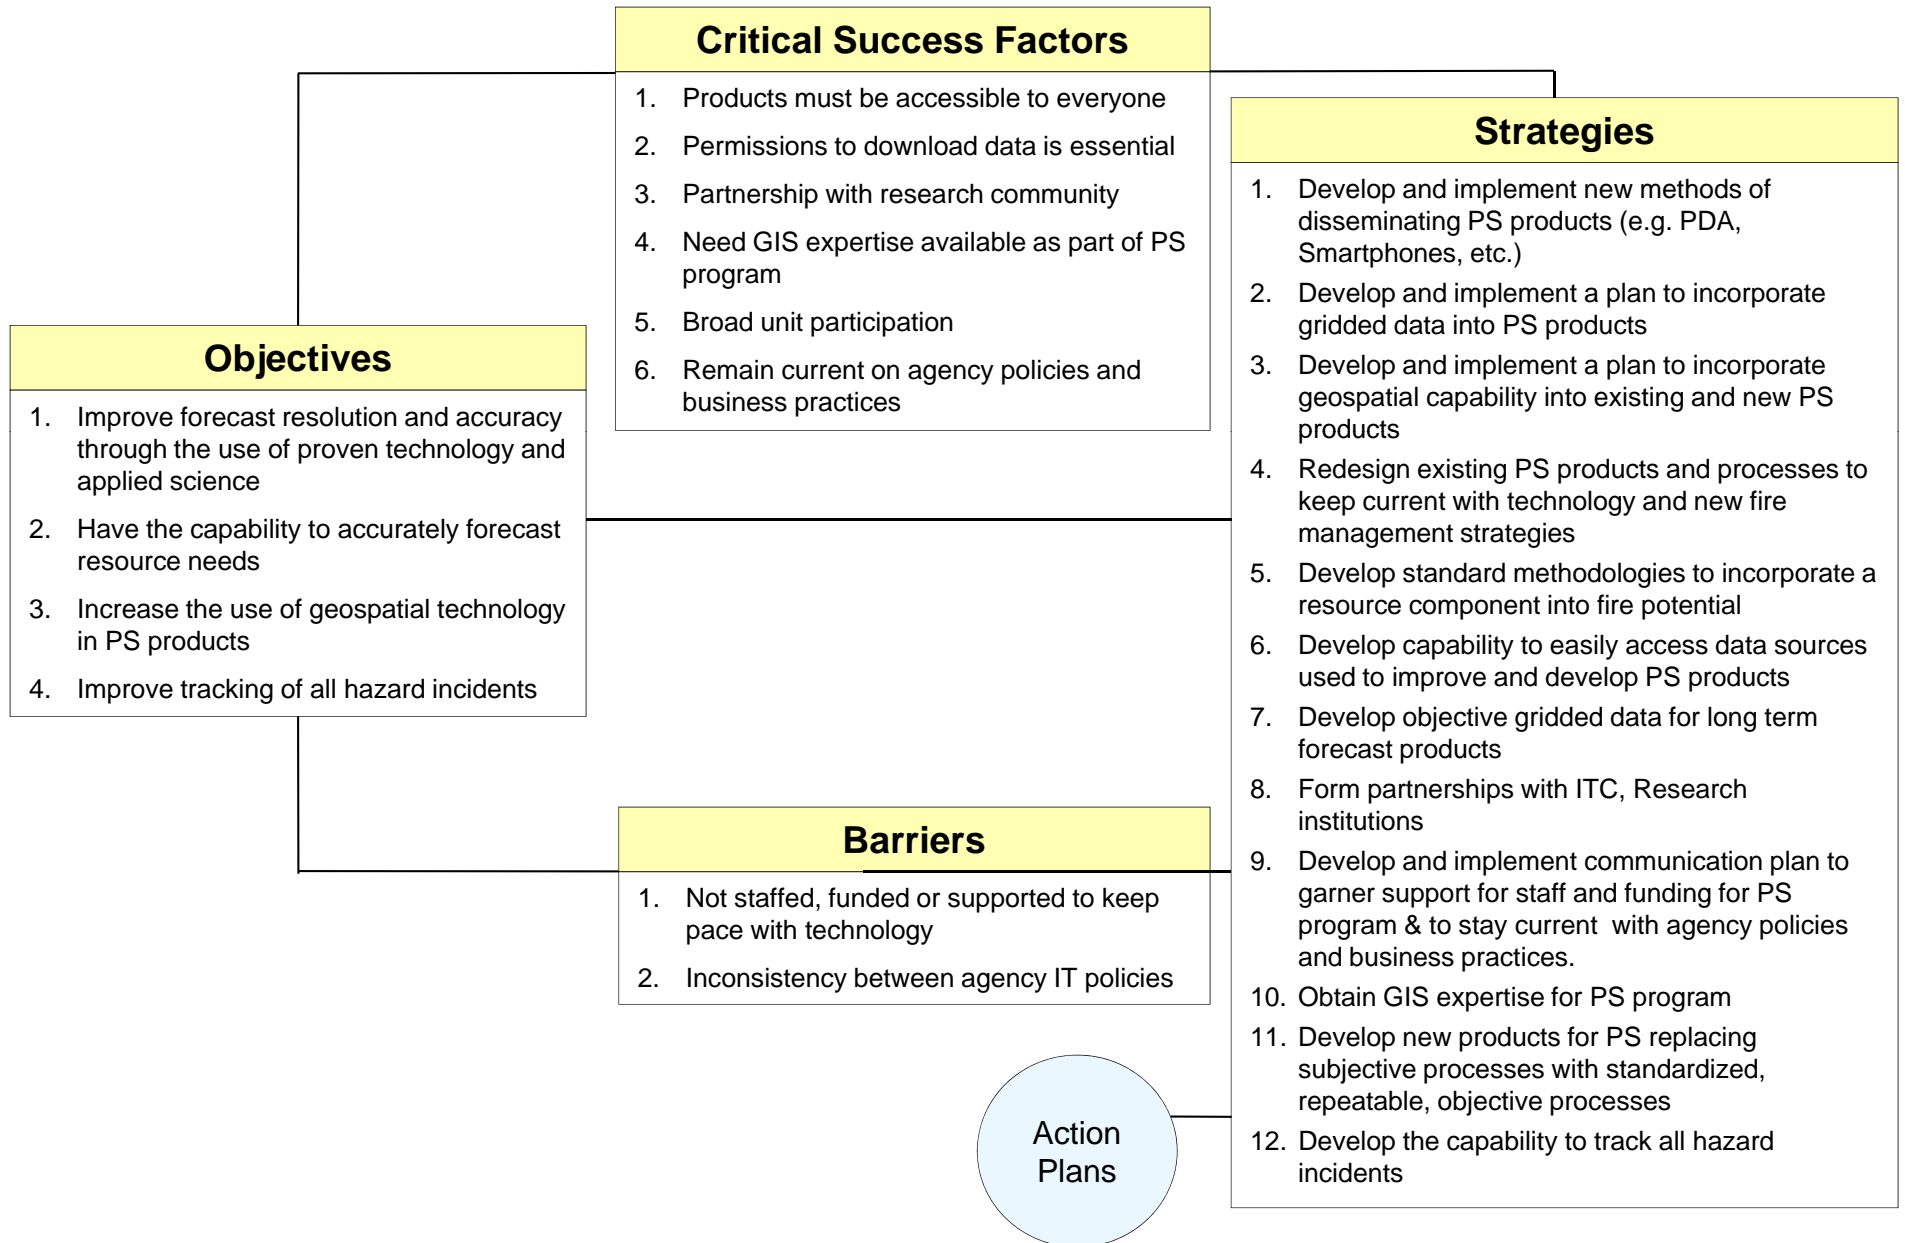 Critical Success Factors
1. Products must be accessible to everyone
2. Permissions to download data is essential
3. Partnership with research community
4. Need GIS expertise available as part of PS
program
5. Broad unit participation
6. Remain current on agency policies and
business practices
Objectives
1. Improve forecast resolution and accuracy
through the use of proven technology and
applied science
2. Have the capability to accurately forecast
resource needs
3. Increase the use of geospatial technology
in PS products
4. Improve tracking of all hazard incidents
Barriers
1. Not staffed, funded or supported to keep
pace with technology
2. Inconsistency between agency IT policies
Strategies
1. Develop and implement new methods of
disseminating PS products (e.g. PDA,
Smartphones, etc.)
2. Develop and implement a plan to incorporate
gridded data into PS products
3. Develop and implement a plan to incorporate
geospatial capability into existing and new PS
products
4. Redesign existing PS products and processes to
keep current with technology and new fire
management strategies
5. Develop standard methodologies to incorporate a
resource component into fire potential
6. Develop capability to easily access data sources
used to improve and develop PS products
7. Develop objective gridded data for long term
forecast products
8. Form partnerships with ITC, Research
institutions
9. Develop and implement communication plan to
garner support for staff and funding for PS
program & to stay current  with agency policies
and business practices.
10. Obtain GIS expertise for PS program
11. Develop new products for PS replacing
subjective processes with standardized,
repeatable, objective processes
12. Develop the capability to track all hazard
incidents
Action
Plans